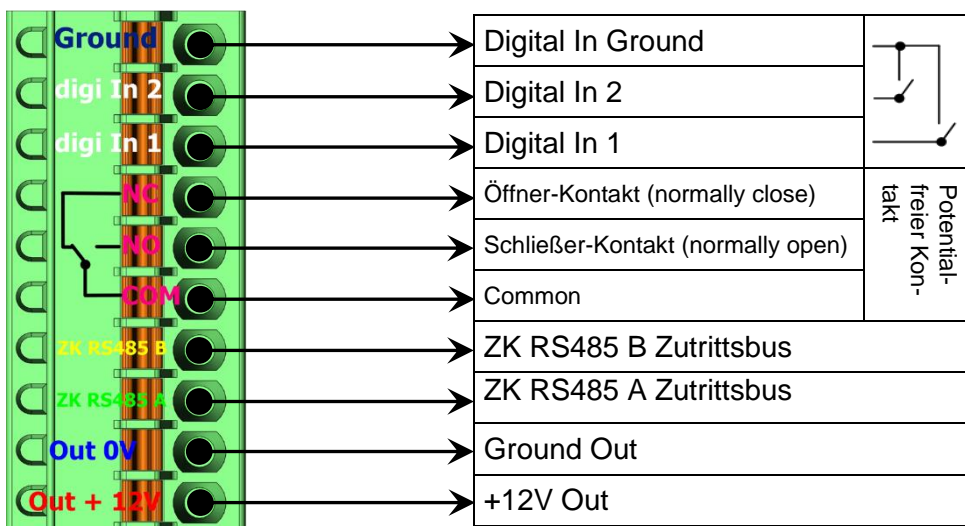 Ground
Digital In Ground
digi In 2
Digital In 2
digi In 1
Digital In 1
NC
Öffner-Kontakt (normally close)
NO
Schließer-Kontakt (normally open)
COM
Common
Potential-
freier Kon-
takt
ZK RS485 B
ZK RS485 B Zutrittsbus
ZK RS485 A
ZK RS485 A Zutrittsbus
Out 0V
Ground Out
Out + 12V
+12V Out